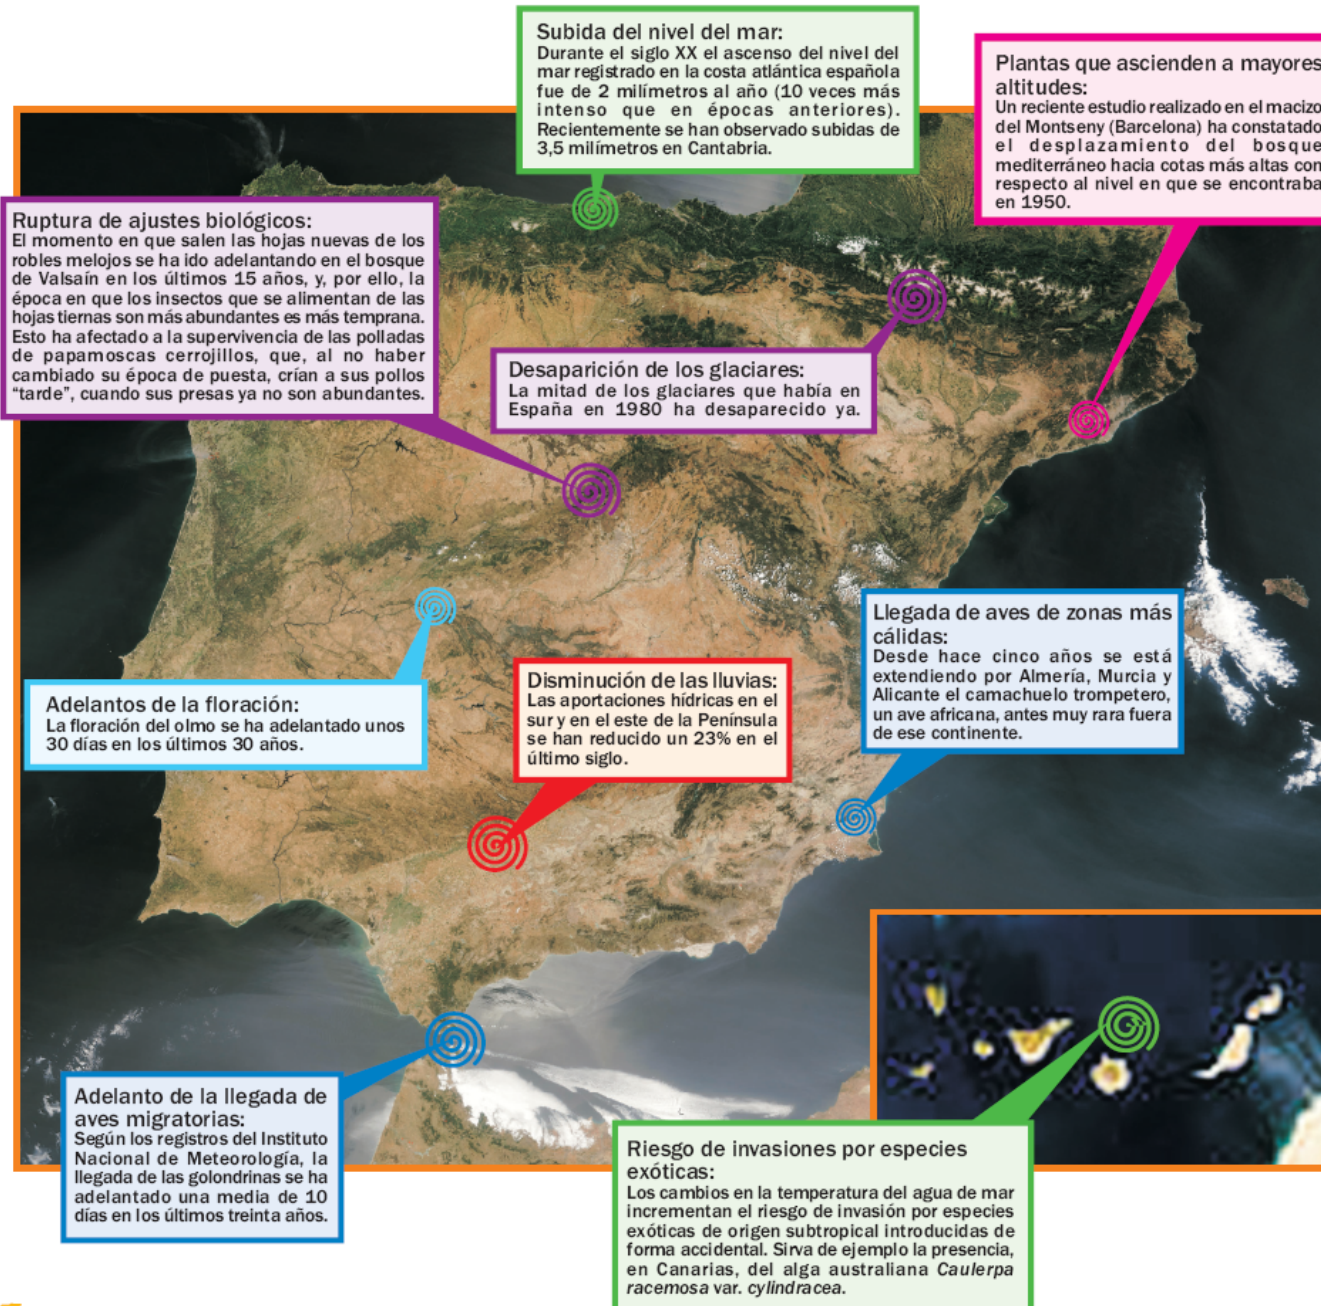 Subida del nivel del mar:
Durante el siglo XX el ascenso del nivel del
mar registrado en la costa atlántica española
fue de 2 milímetros al año (10 veces más
intenso que en épocas anteriores).
Recientemente se han observado subidas de
3,5 milímetros en Cantabria.
Plantas que ascienden a mayores
altitudes:
Un reciente estudio realizado en el macizo
del Montseny (Barcelona) ha constatado
el desplazamiento del bosque
mediterráneo hacia cotas más altas con
respecto al nivel en que se encontraba
en 1950.
Ruptura de ajustes biológicos:
El momento en que salen las hojas nuevas de los
robles melojos se ha ido adelantando en el bosque
de Valsaín en los últimos 15 años, y, por ello, la
época en que los insectos que se alimentan de las
hojas tiernas son más abundantes es más temprana.
Esto ha afectado a la supervivencia de las polladas
de papamoscas cerrojillos, que, al no haber
cambiado su época de puesta, crían a sus pollos
“tarde”, cuando sus presas ya no son abundantes.
Desaparición de los glaciares:
La mitad de los glaciares que había en
España en 1980 ha desaparecido ya.
Adelantos de la floración:
La floración del olmo se ha adelantado unos
30 días en los últimos 30 años.
Disminución de las lluvias:
Las aportaciones hídricas en el
sur y en el este de la Península
se han reducido un 23% en el
último siglo.
Llegada de aves de zonas más
cálidas:
Desde hace cinco años se está
extendiendo por Almería, Murcia y
Alicante el camachuelo trompetero,
un ave africana, antes muy rara fuera
de ese continente.
Adelanto de la llegada de
aves migratorias:
Según los registros del Instituto
Nacional de Meteorología, la
llegada de las golondrinas se ha
adelantado una media de 10
días en los últimos treinta años.
Riesgo de invasiones por especies
exóticas:
Los cambios en la temperatura del agua de mar
incrementan el riesgo de invasión por especies
exóticas de origen subtropical introducidas de
forma accidental. Sirva de ejemplo la presencia,
en Canarias, del alga australiana Caulerpa
racemosa var. cylindracea.